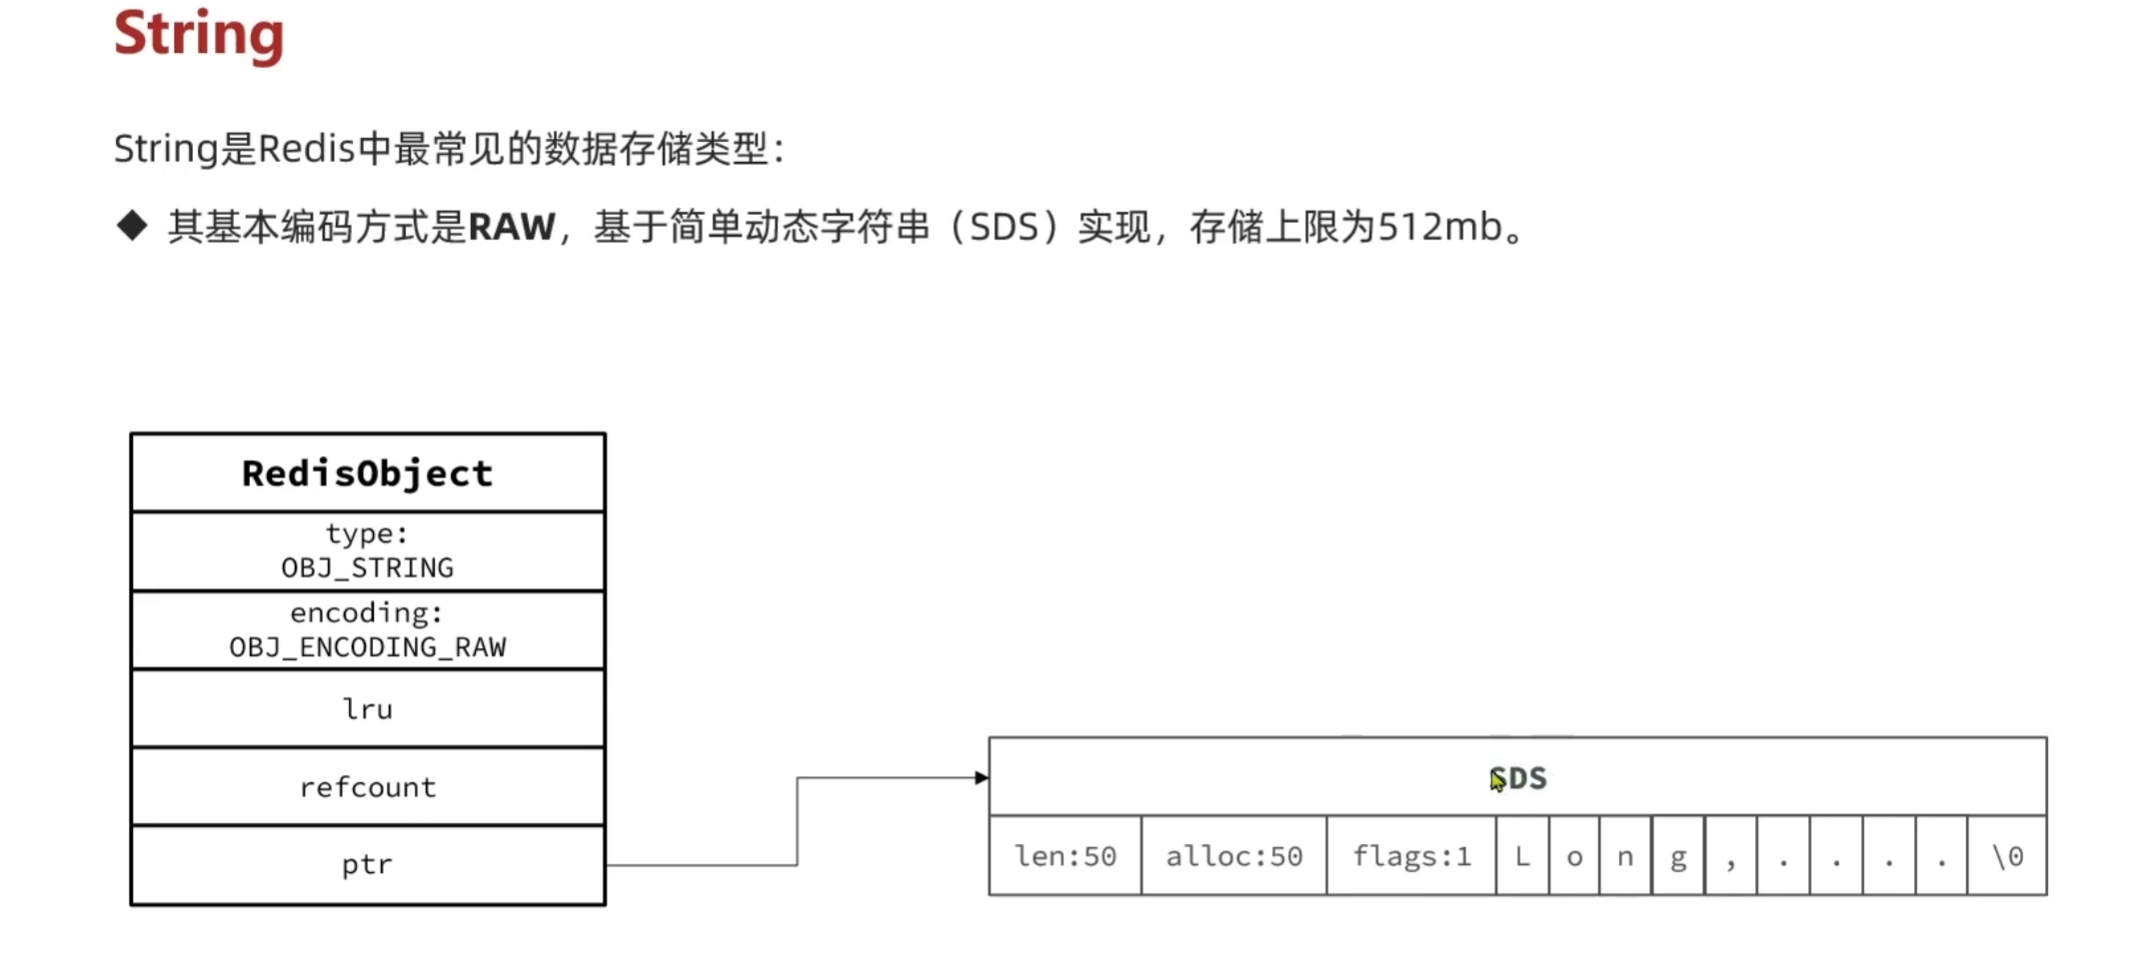 String
String是Redis中最常见的数据存储类型：
◆ 其基本编码方式是RAW，基于简单动态字符串（SDS）实现，存储上限为512mb。
RedisObject
type:
OBJ_STRING
encoding:
OBJ_ENCODING_RAW
lru
refcount
ptr
SDS
len:50 alloc:50 flags:1 L o n g , . . . . \0